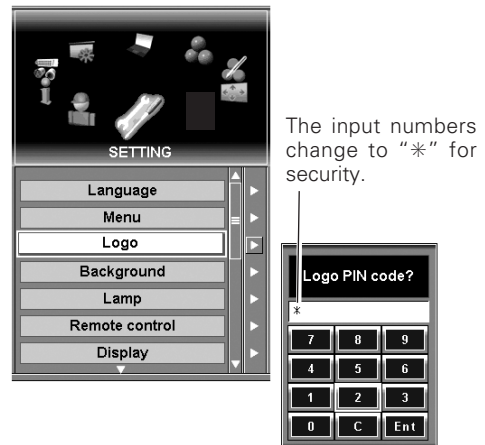 SETTING
Language
Menu
Logo
Background
Lamp
Remote control
Display
The input numbers
change to “✳” for
security.
Logo PIN code?
*
7 8 9
4 5 6
1 2 3
0 C Ent